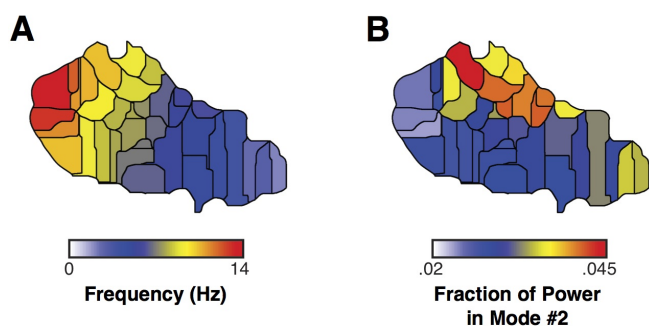 A B
0 14
Frequency (Hz)
.02 .045
Fraction of Power
in Mode #2